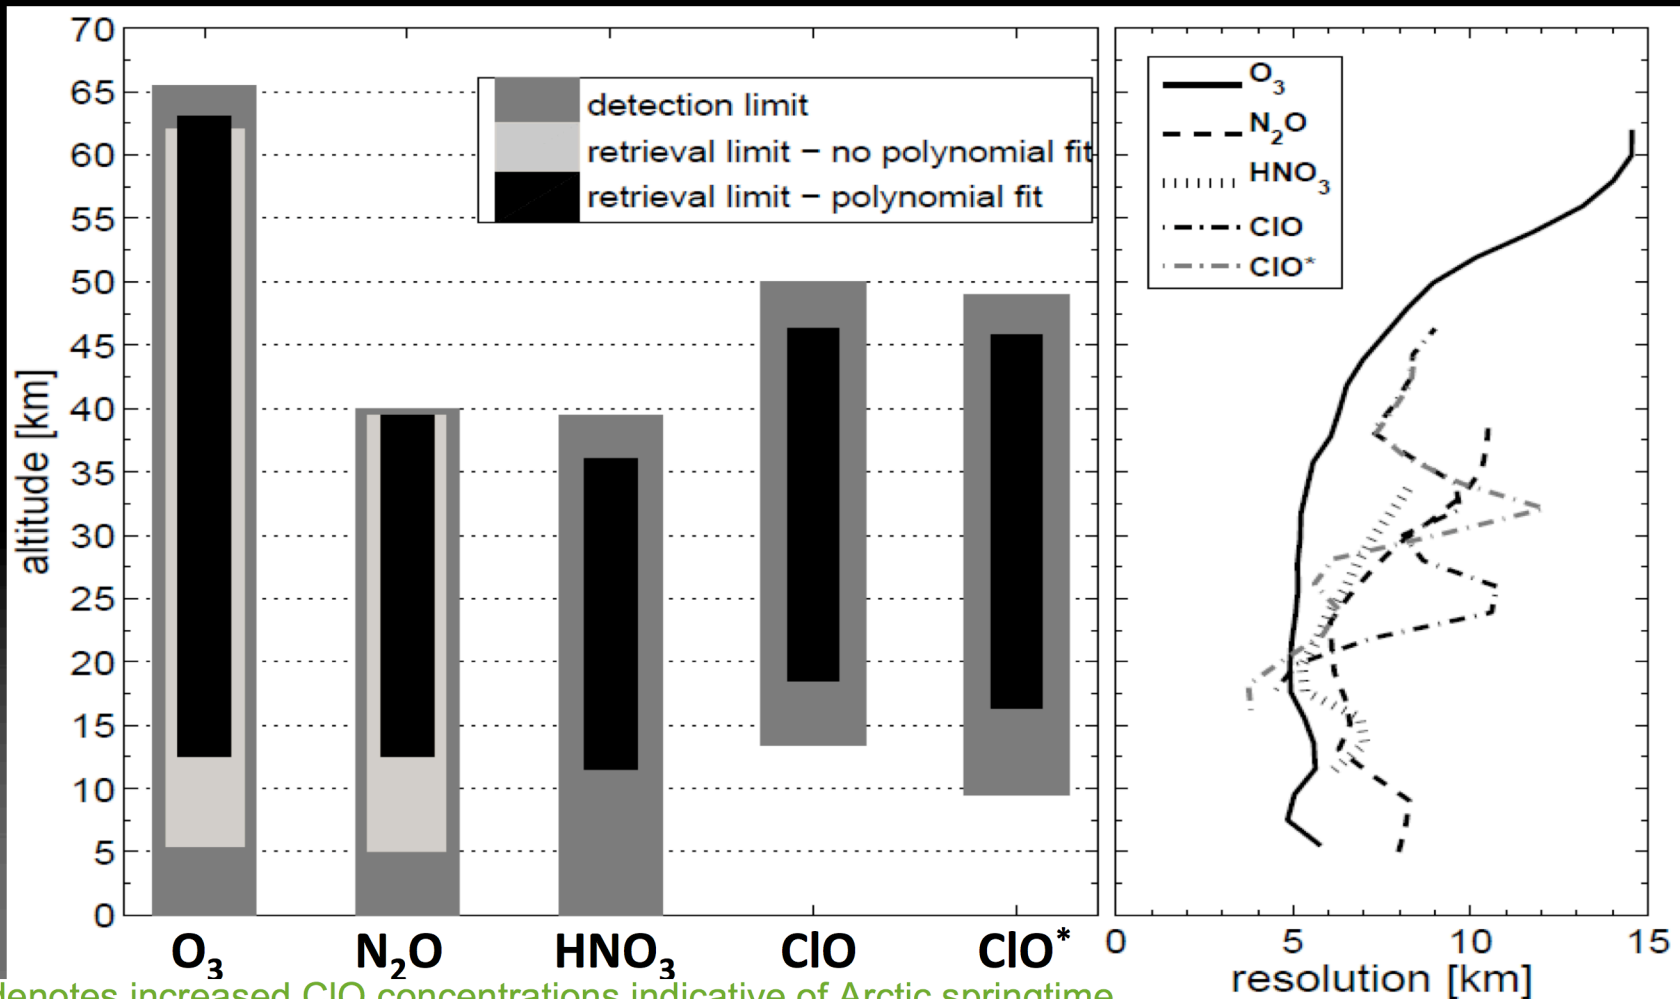 70
65
60
55
50
45
40
35
30
25
20
15
10
5
0
altitude [km]
detection limit
retrieval limit − no polynomial fit
retrieval limit − polynomial fit
O₃
N₂O
HNO₃
ClO
ClO*
O₃
N₂O
HNO₃
ClO
ClO*
0 5 10 15
resolution [km]
increased ClO concentrations indicative of Arctic springtime